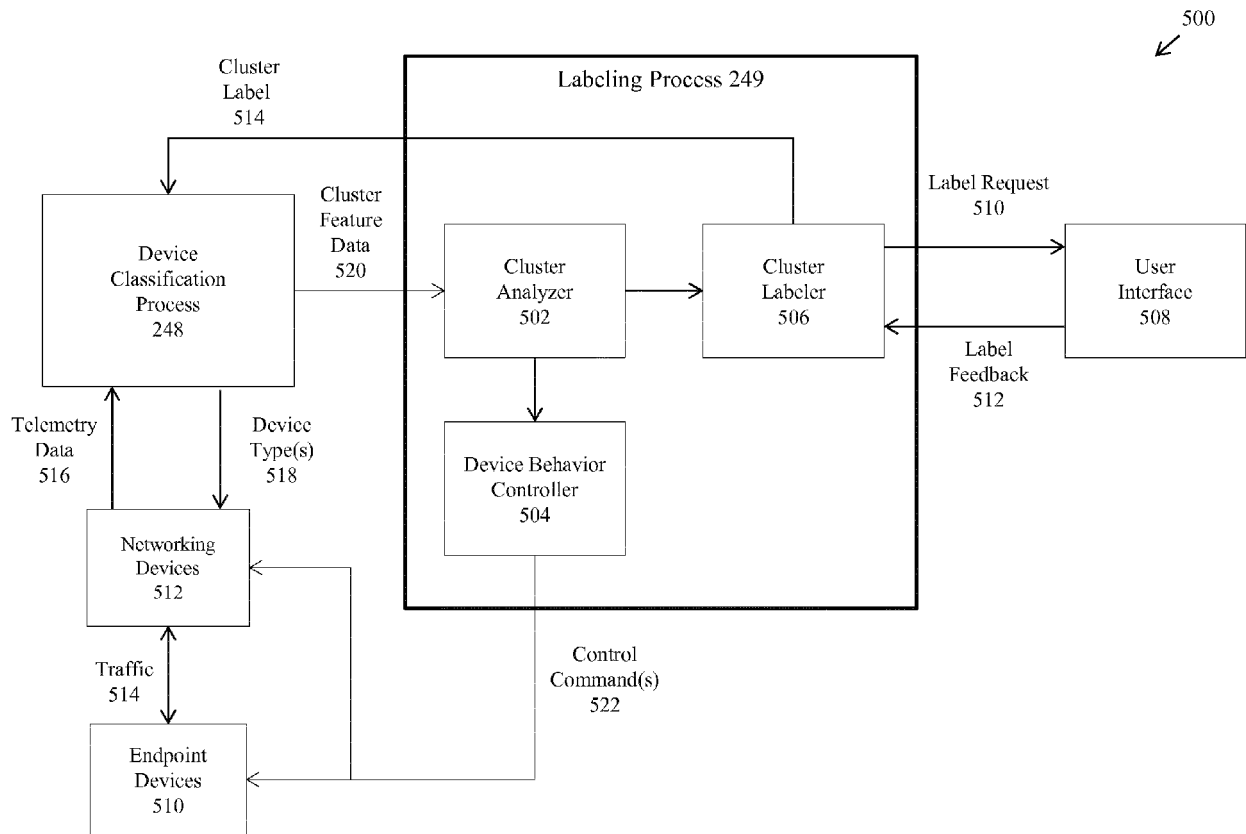 500
Cluster
Label
514
Labeling Process 249
Label Request
510
Device
Classification
Process
248
Cluster
Feature
Data
520
Cluster
Analyzer
502
Cluster
Labeler
506
User
Interface
508
Label
Feedback
512
Telemetry
Data
516
Device
Type(s)
518
Device Behavior
Controller
504
Networking
Devices
512
Traffic
514
Control
Command(s)
522
Endpoint
Devices
510